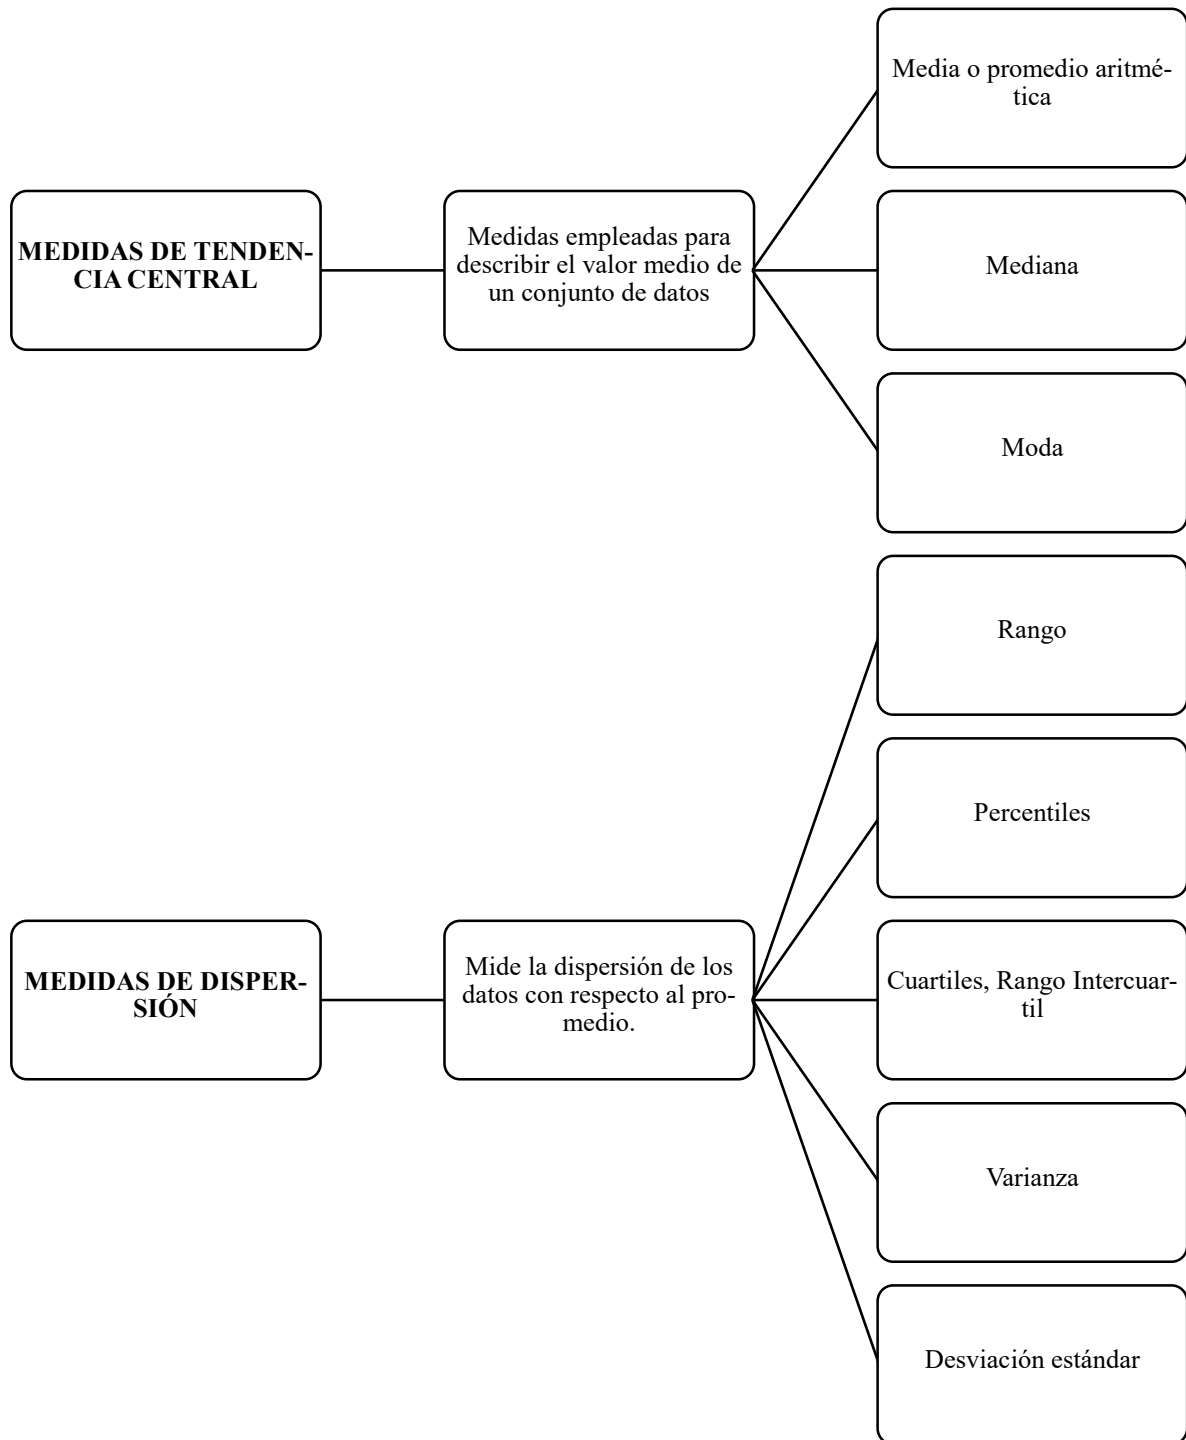 Media o promedio aritmé-
tica
MEDIDAS DE TENDEN-
CIA CENTRAL
Medidas empleadas para
describir el valor medio de
un conjunto de datos
Mediana
Moda
Rango
Percentiles
MEDIDAS DE DISPER-
SIÓN
Mide la dispersión de los
datos con respecto al pro-
medio.
Cuartiles, Rango Intercuar-
til
Varianza
Desviación estándar